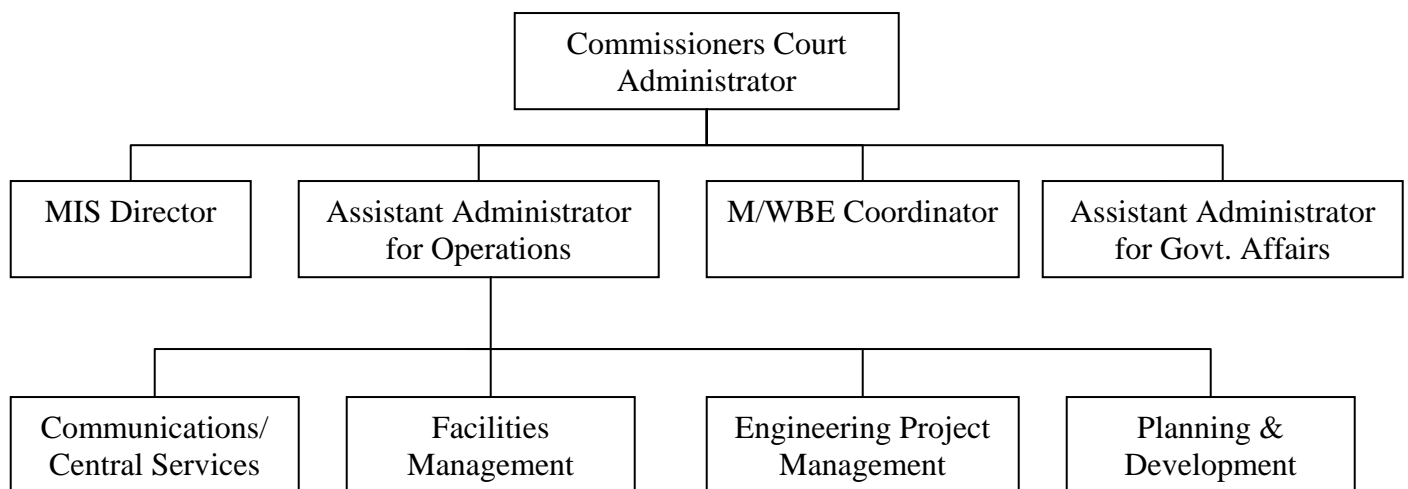 Commissioners Court
Administrator
MIS Director
Assistant Administrator
for Operations
M/WBE Coordinator
Assistant Administrator
for Govt. Affairs
Communications/
Central Services
Facilities
Management
Engineering Project
Management
Planning &
Development